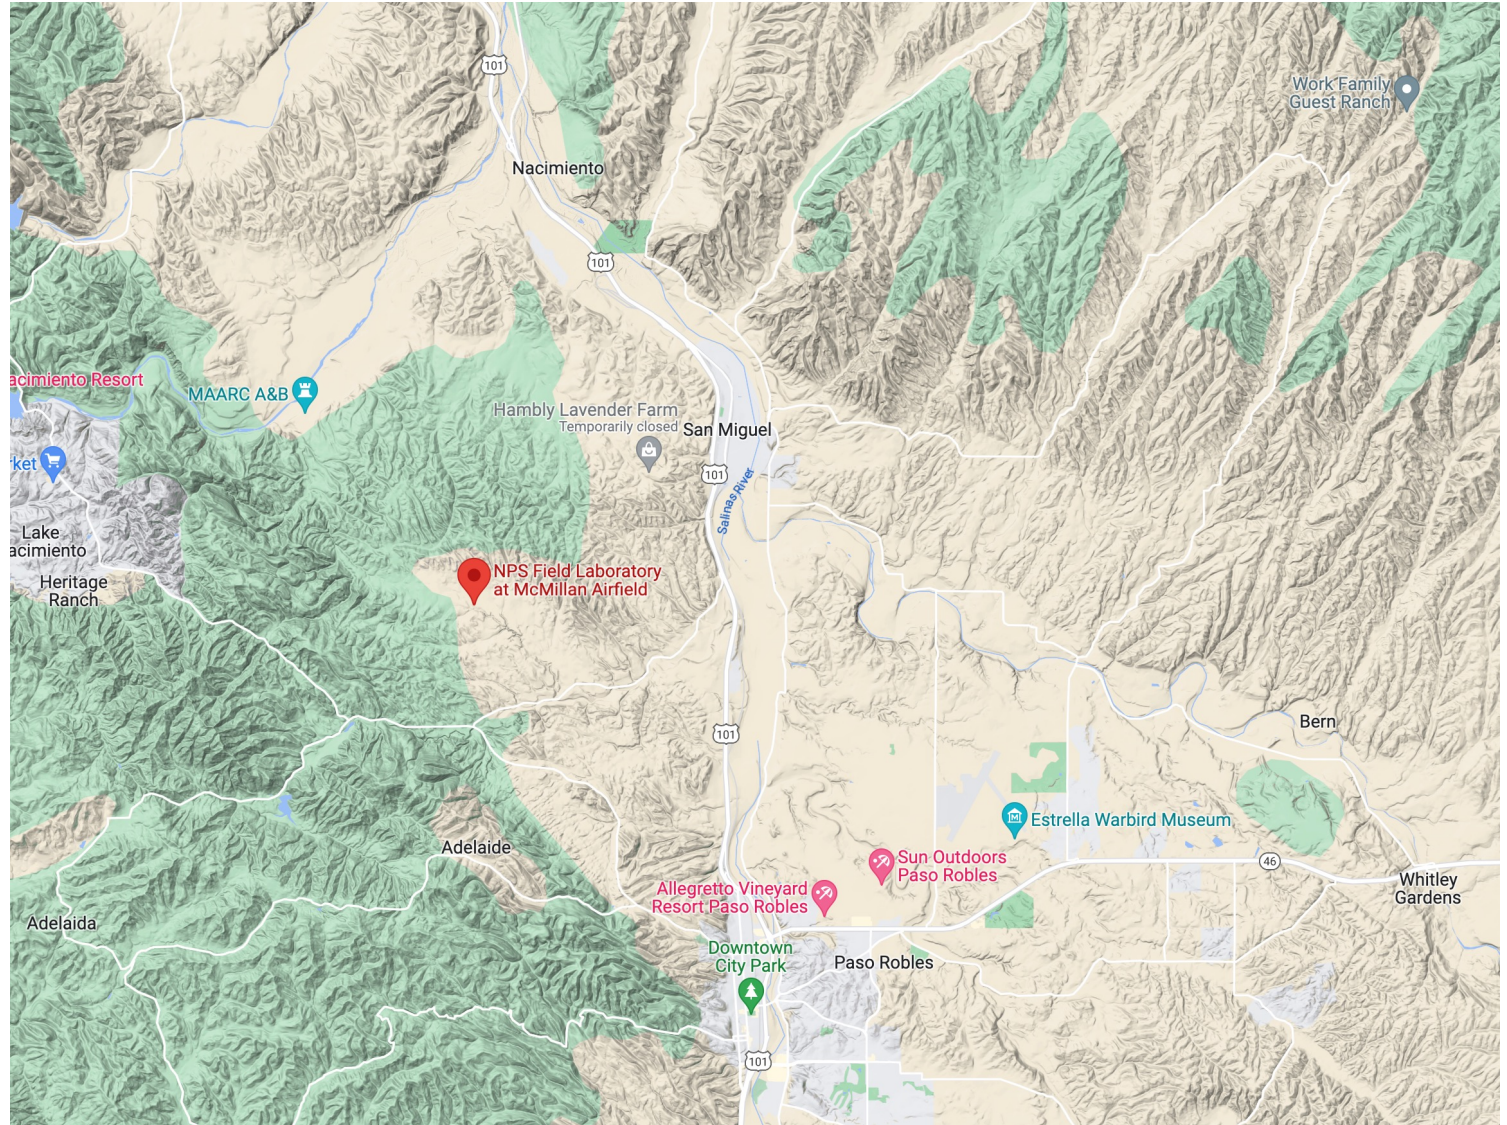 101
Work Family
Guest Ranch
Nacimiento
101
acimiento Resort
MAARC A&B
Hambly Lavender Farm
Temporarily closed
San Miguel
rket
101
Salinas River
Lake
acimiento
Heritage
Ranch
NPS Field Laboratory
at McMillan Airfield
101
Bern
Estrella Warbird Museum
Adelaide
Sun Outdoors
Paso Robles
46
Allegretto Vineyard
Resort Paso Robles
Whitley
Gardens
Adelaida
Downtown
City Park
Paso Robles
101